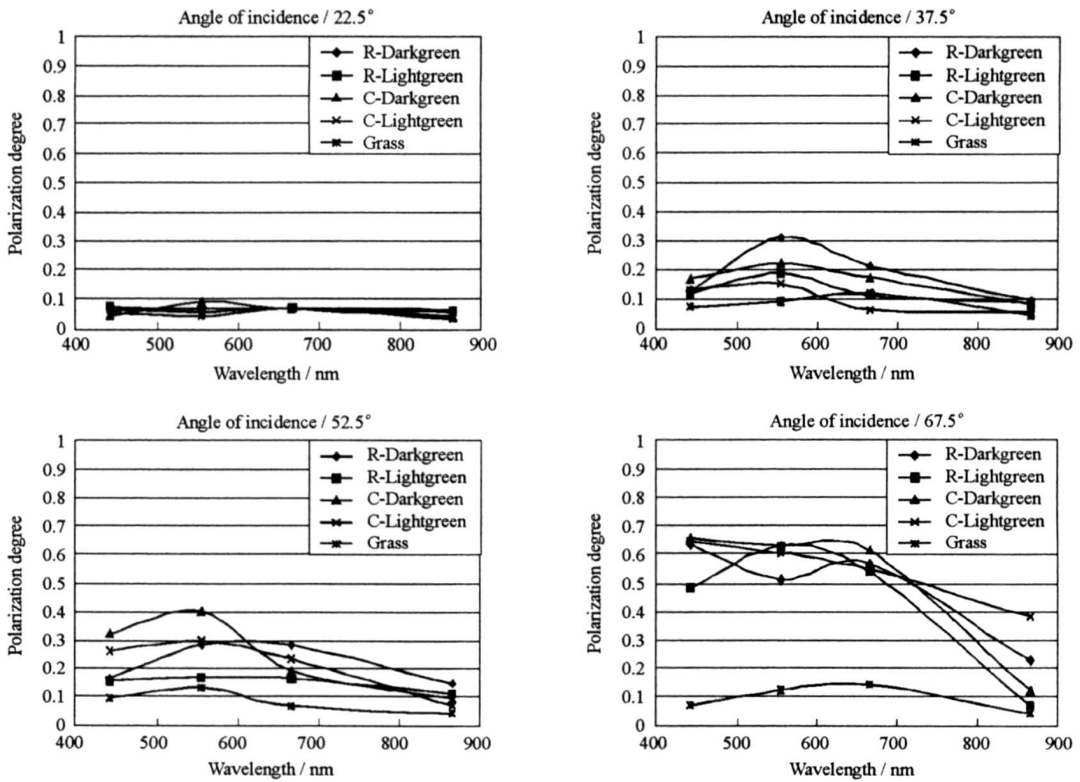 Angle of incidence / 22.5°
1
0.9
0.8
0.7
0.6
0.5
0.4
0.3
0.2
0.1
0
Polarization degree
R-Darkgreen
R-Lightgreen
C-Darkgreen
C-Lightgreen
Grass
400 500 600 700 800 900
Wavelength / nm
Angle of incidence / 37.5°
1
0.9
0.8
0.7
0.6
0.5
0.4
0.3
0.2
0.1
0
Polarization degree
R-Darkgreen
R-Lightgreen
C-Darkgreen
C-Lightgreen
Grass
400 500 600 700 800 900
Wavelength / nm
Angle of incidence / 52.5°
1
0.9
0.8
0.7
0.6
0.5
0.4
0.3
0.2
0.1
0
Polarization degree
R-Darkgreen
R-Lightgreen
C-Darkgreen
C-Lightgreen
Grass
400 500 600 700 800 900
Wavelength / nm
Angle of incidence / 67.5°
1
0.9
0.8
0.7
0.6
0.5
0.4
0.3
0.2
0.1
0
Polarization degree
R-Darkgreen
R-Lightgreen
C-Darkgreen
C-Lightgreen
Grass
400 500 600 700 800 900
Wavelength / nm